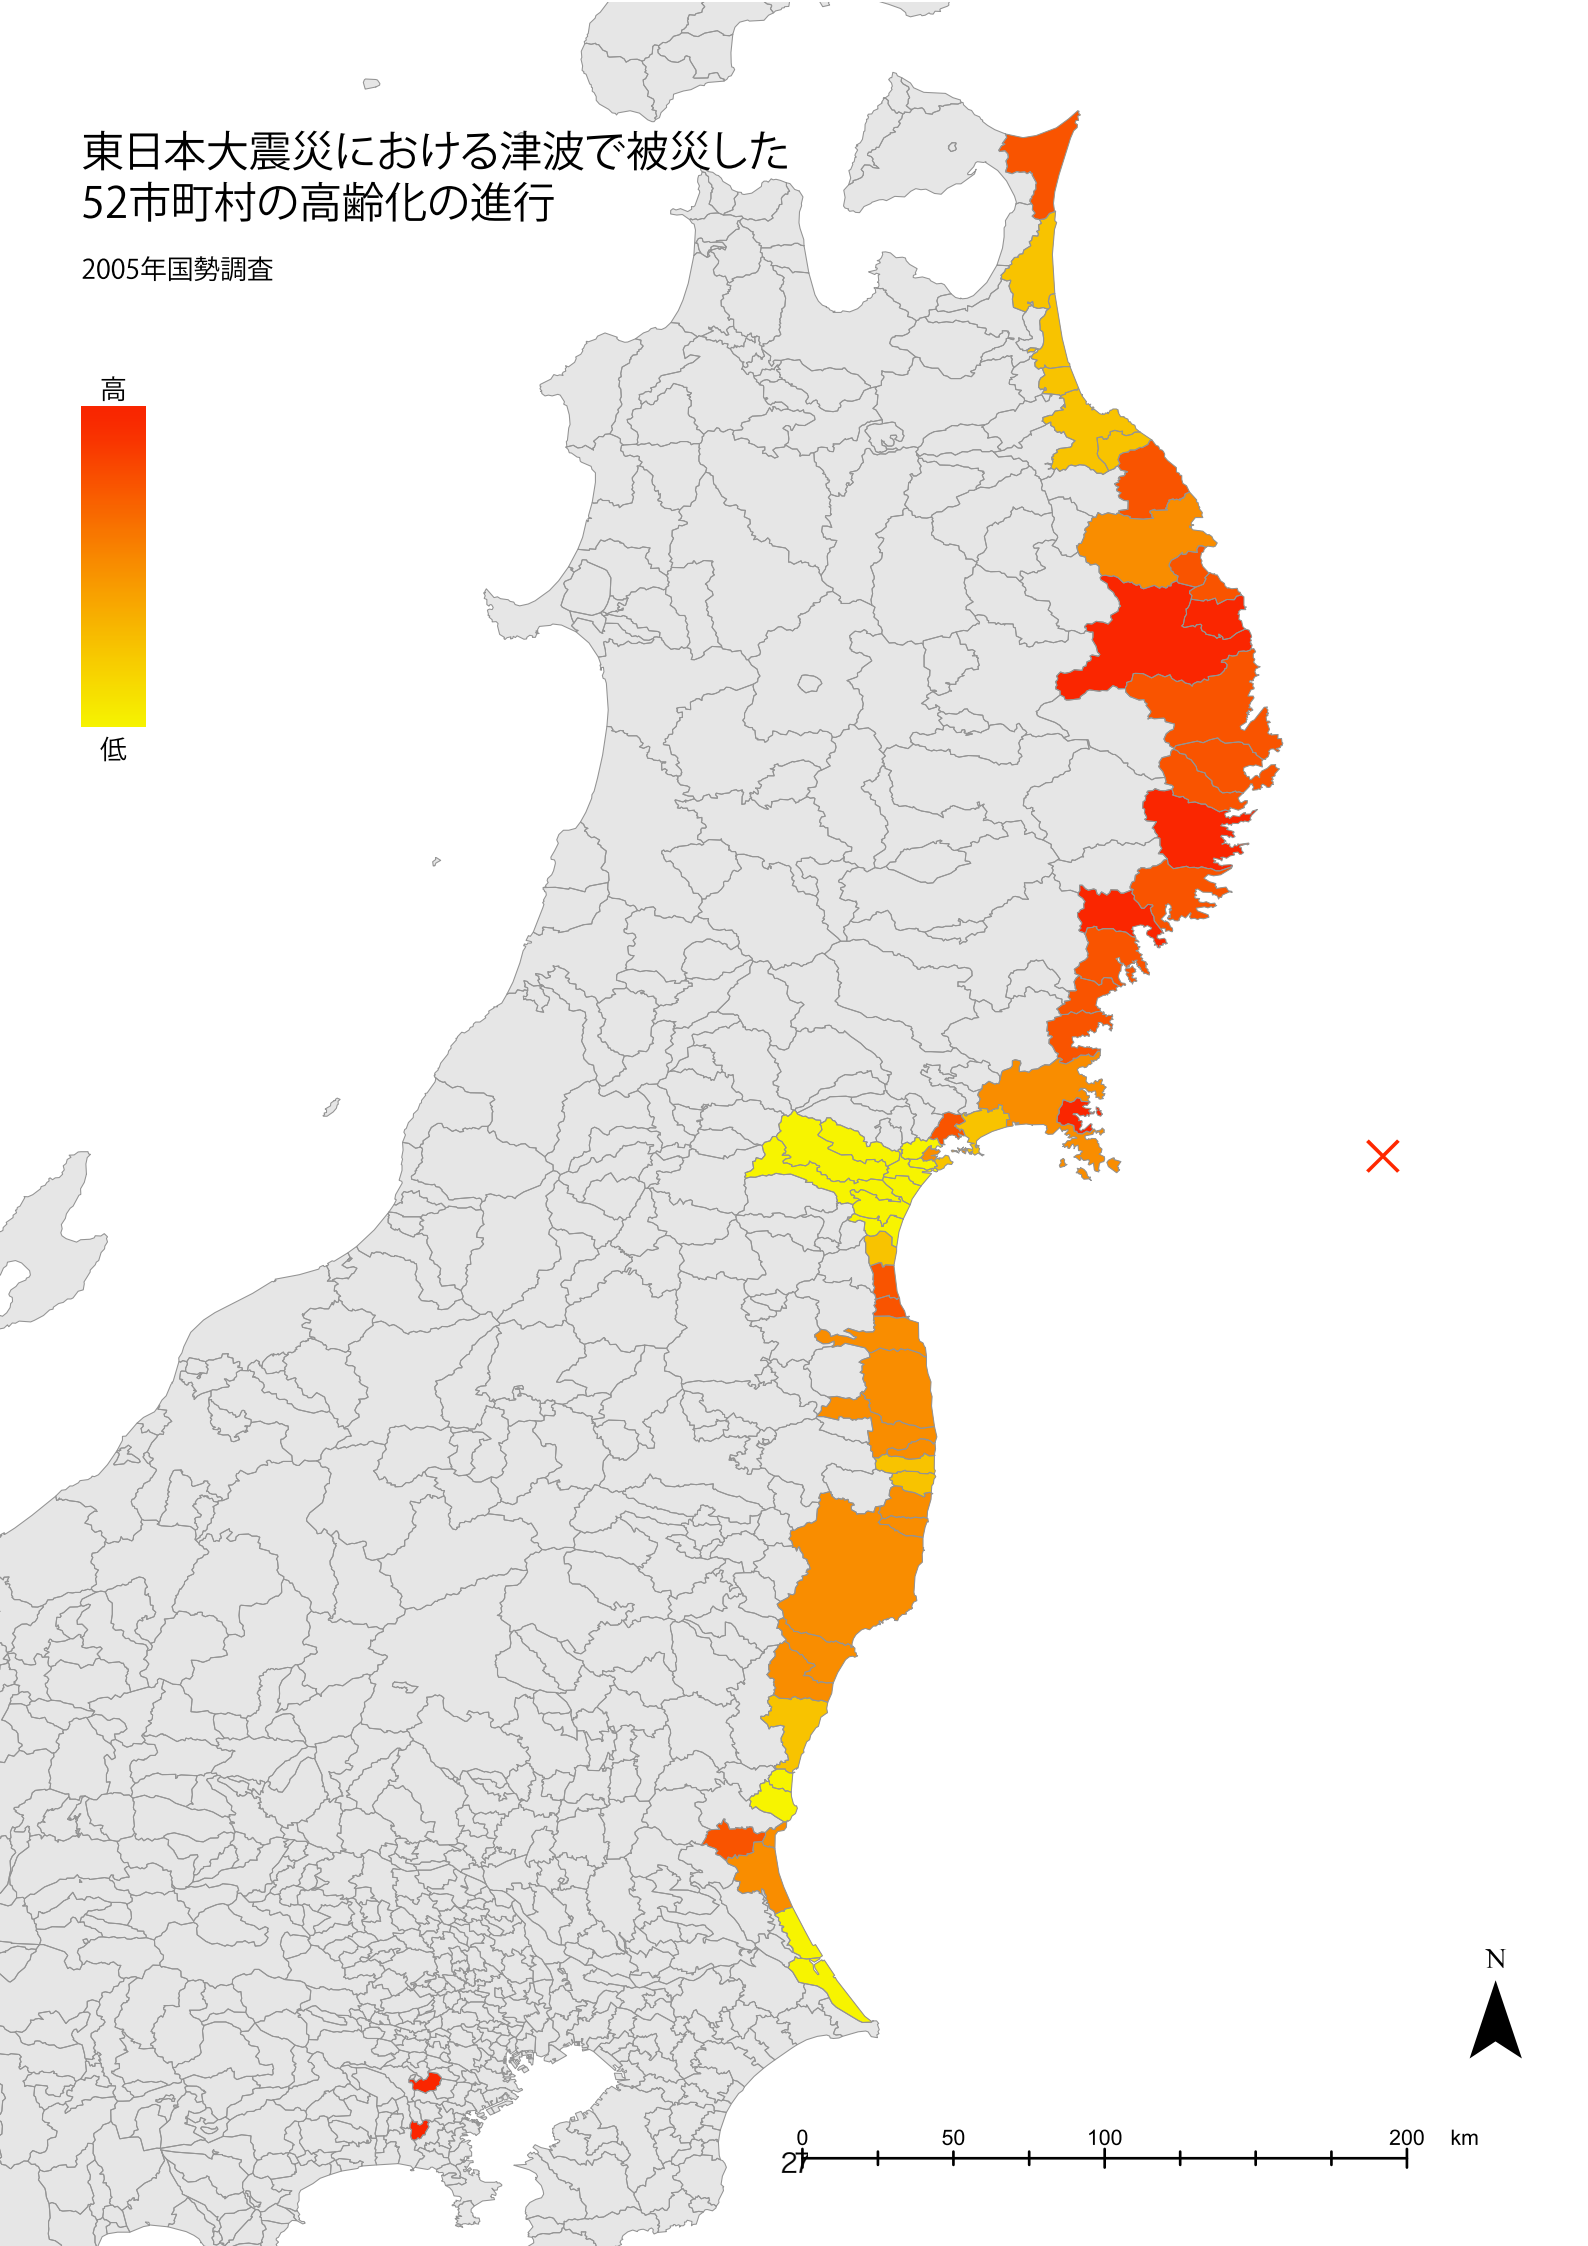 東日本大震災における津波で被災した
52市町村の高齢化の進行
2005年国勢調査
高
低
N
0 50 100 200 km
27